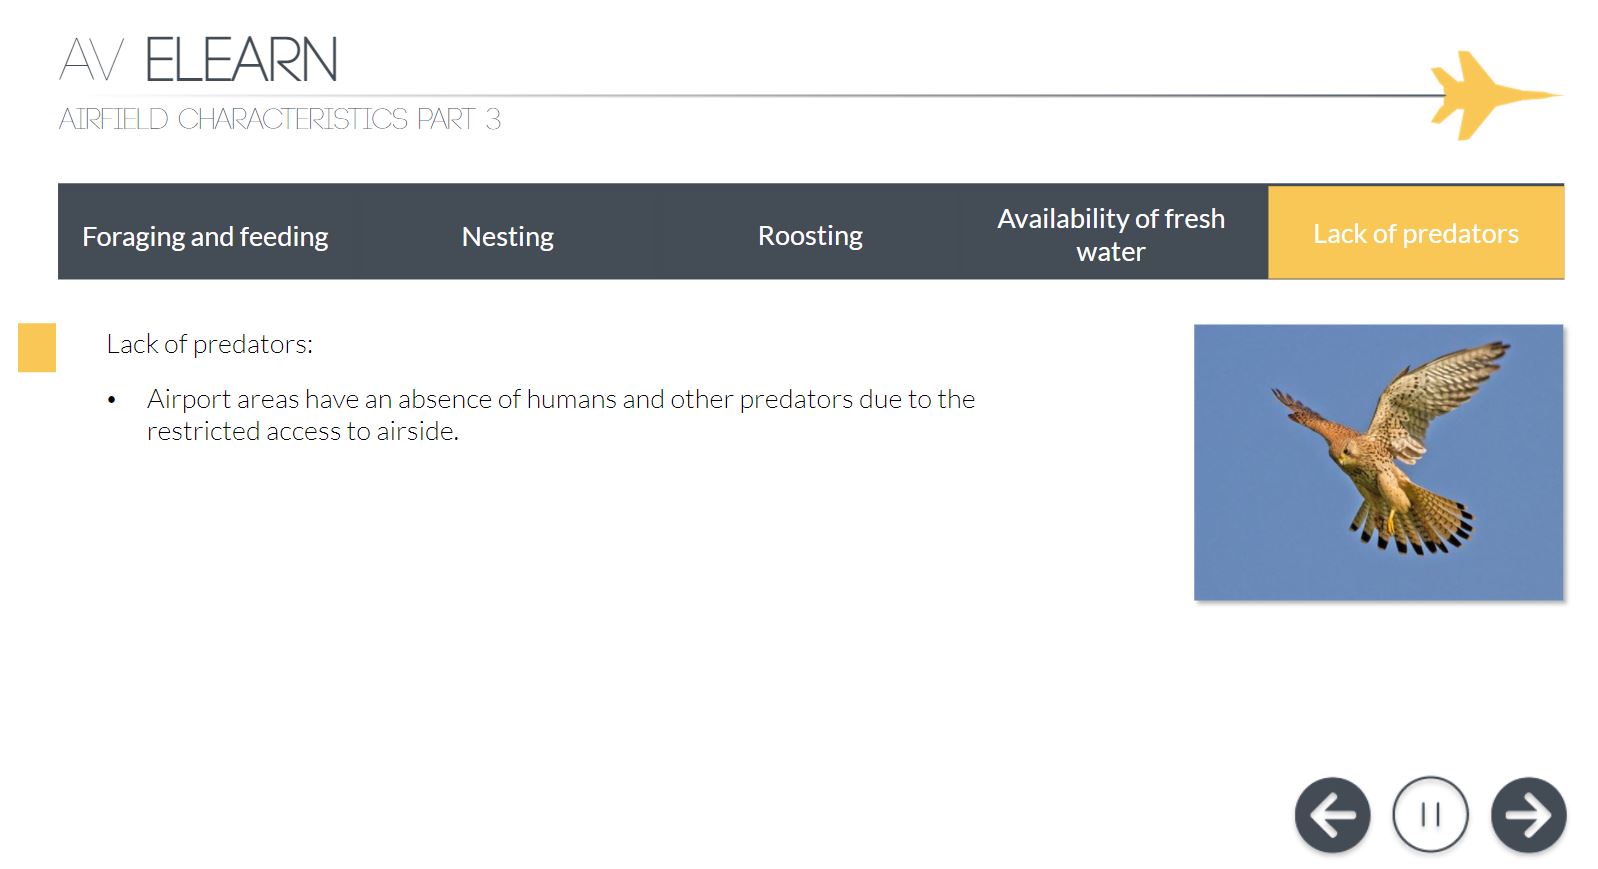 AV ELEARN
AIRFIELD CHARACTERISTICS PART 3
Foraging and feeding
Nesting
Roosting
Availability of fresh
water
Lack of predators
Lack of predators:
• Airport areas have an absence of humans and other predators due to the
restricted access to airside.